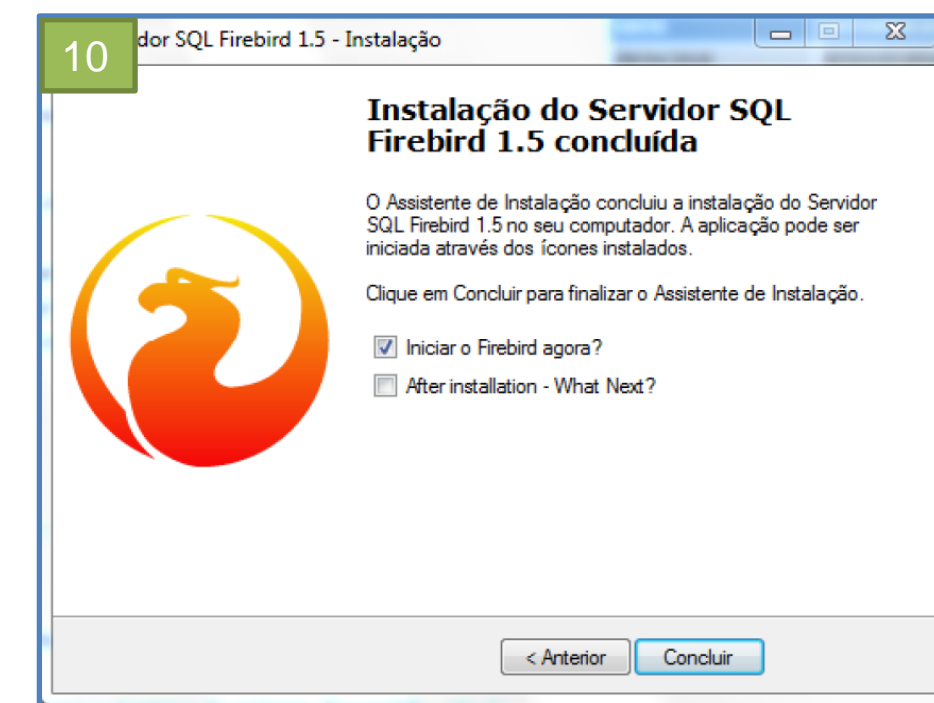 10
dor SQL Firebird 1.5 - Instalação
Instalação do Servidor SQL
Firebird 1.5 concluída
O Assistente de Instalação concluiu a instalação do Servidor
SQL Firebird 1.5 no seu computador. A aplicação pode ser
iniciada através dos ícones instalados.
Clique em Concluir para finalizar o Assistente de Instalação.
Iniciar o Firebird agora?
After installation - What Next?
< Anterior
Concluir